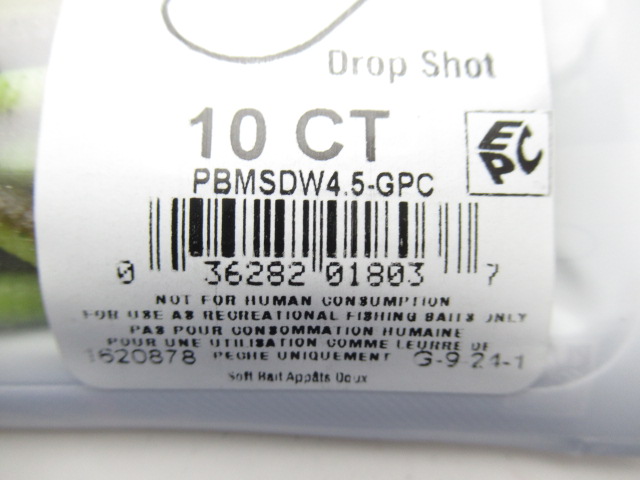 Drop Shot
10 CT
EPC
PBMSDW4.5-GPC
0 36282 01803 7
NOT FOR HUMAN CONSUMPTION
FOR USE AS RECREATIONAL FISHING BAITS ONLY
PAS POUR CONSOMMATION HUMAINE
POUR UNE UTILISATION COMME LEURRE DE
1620878 PECHE UNIQUEMENT G-9 24-1
Soft Bait Appâts Doux